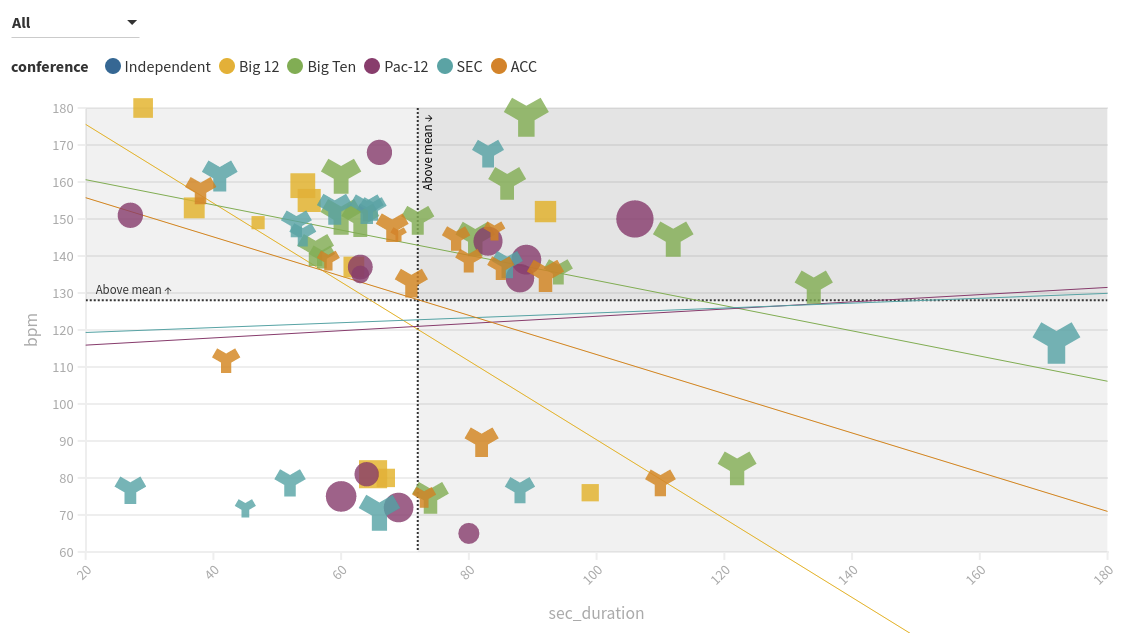 All
conference Independent Big 12 Big Ten Pac-12 SEC ACC
180
170
160
150
140
130
120
110
100
90
80
70
60
Above mean ↓
Above mean ↑
bpm
20 40 60 80 100 120 140 160 180
sec_duration